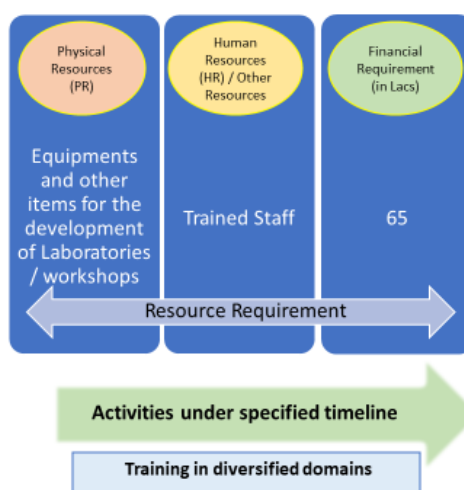 Physical
Resources
(PR)
Human
Resources
(HR) / Other
Resources
Financial
Requirement
(in Lacs)
Equipments
and other
items for the
development
of Laboratories
/ workshops
Trained Staff
65
Resource Requirement
Activities under specified timeline
Training in diversified domains